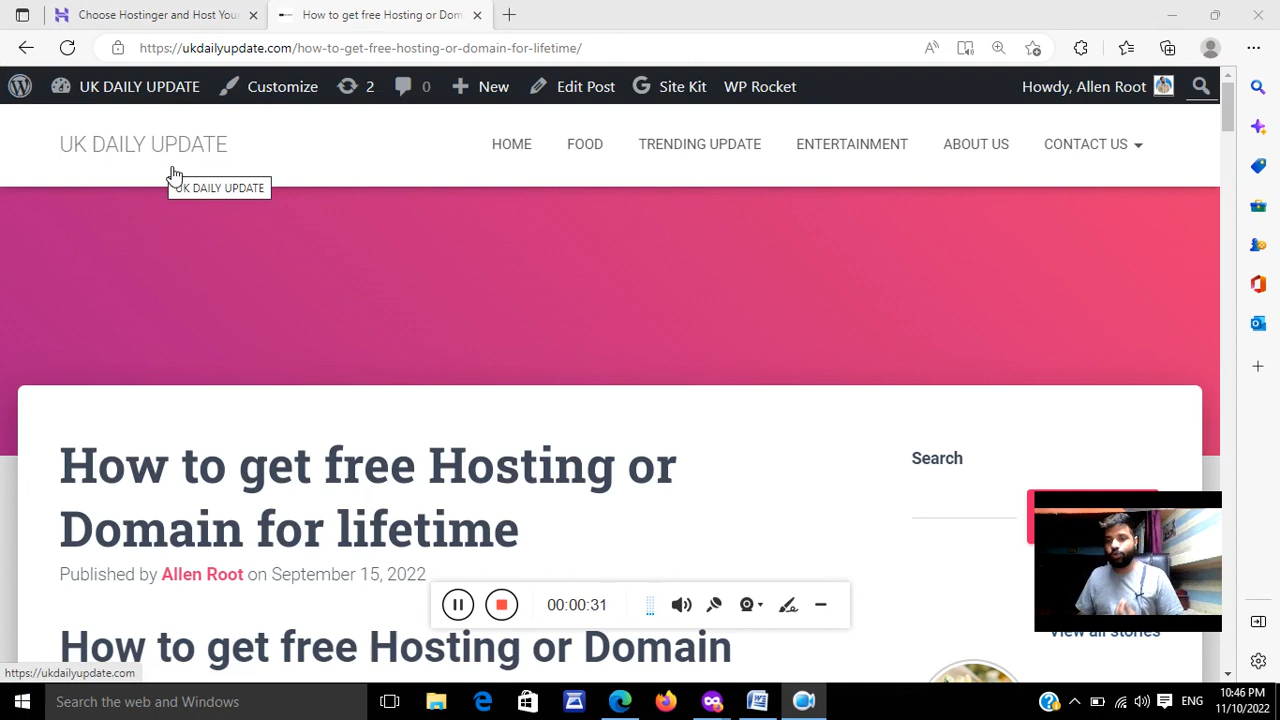 Choose Hostinger and Host Your
How to get free Hosting or Dom
https://ukdailyupdate.com/how-to-get-free-hosting-or-domain-for-lifetime/
UK DAILY UPDATE
Customize
2
0
New
Edit Post
Site Kit
WP Rocket
Howdy, Allen Root
UK DAILY UPDATE
HOME
FOOD
TRENDING UPDATE
ENTERTAINMENT
ABOUT US
CONTACT US
UK DAILY UPDATE
How to get free Hosting or
Domain for lifetime
Search
Published by Allen Root on September 15, 2022
00:00:31
How to get free Hosting or Domain
View all stories
https://ukdailyupdate.com
Search the web and Windows
ENG
10:46 PM
11/10/2022